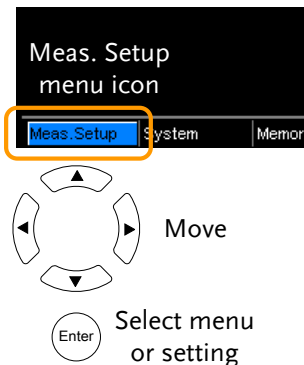 Meas. Setup
menu icon
Meas.Setup System Memor
Move
Enter
Select menu
or setting